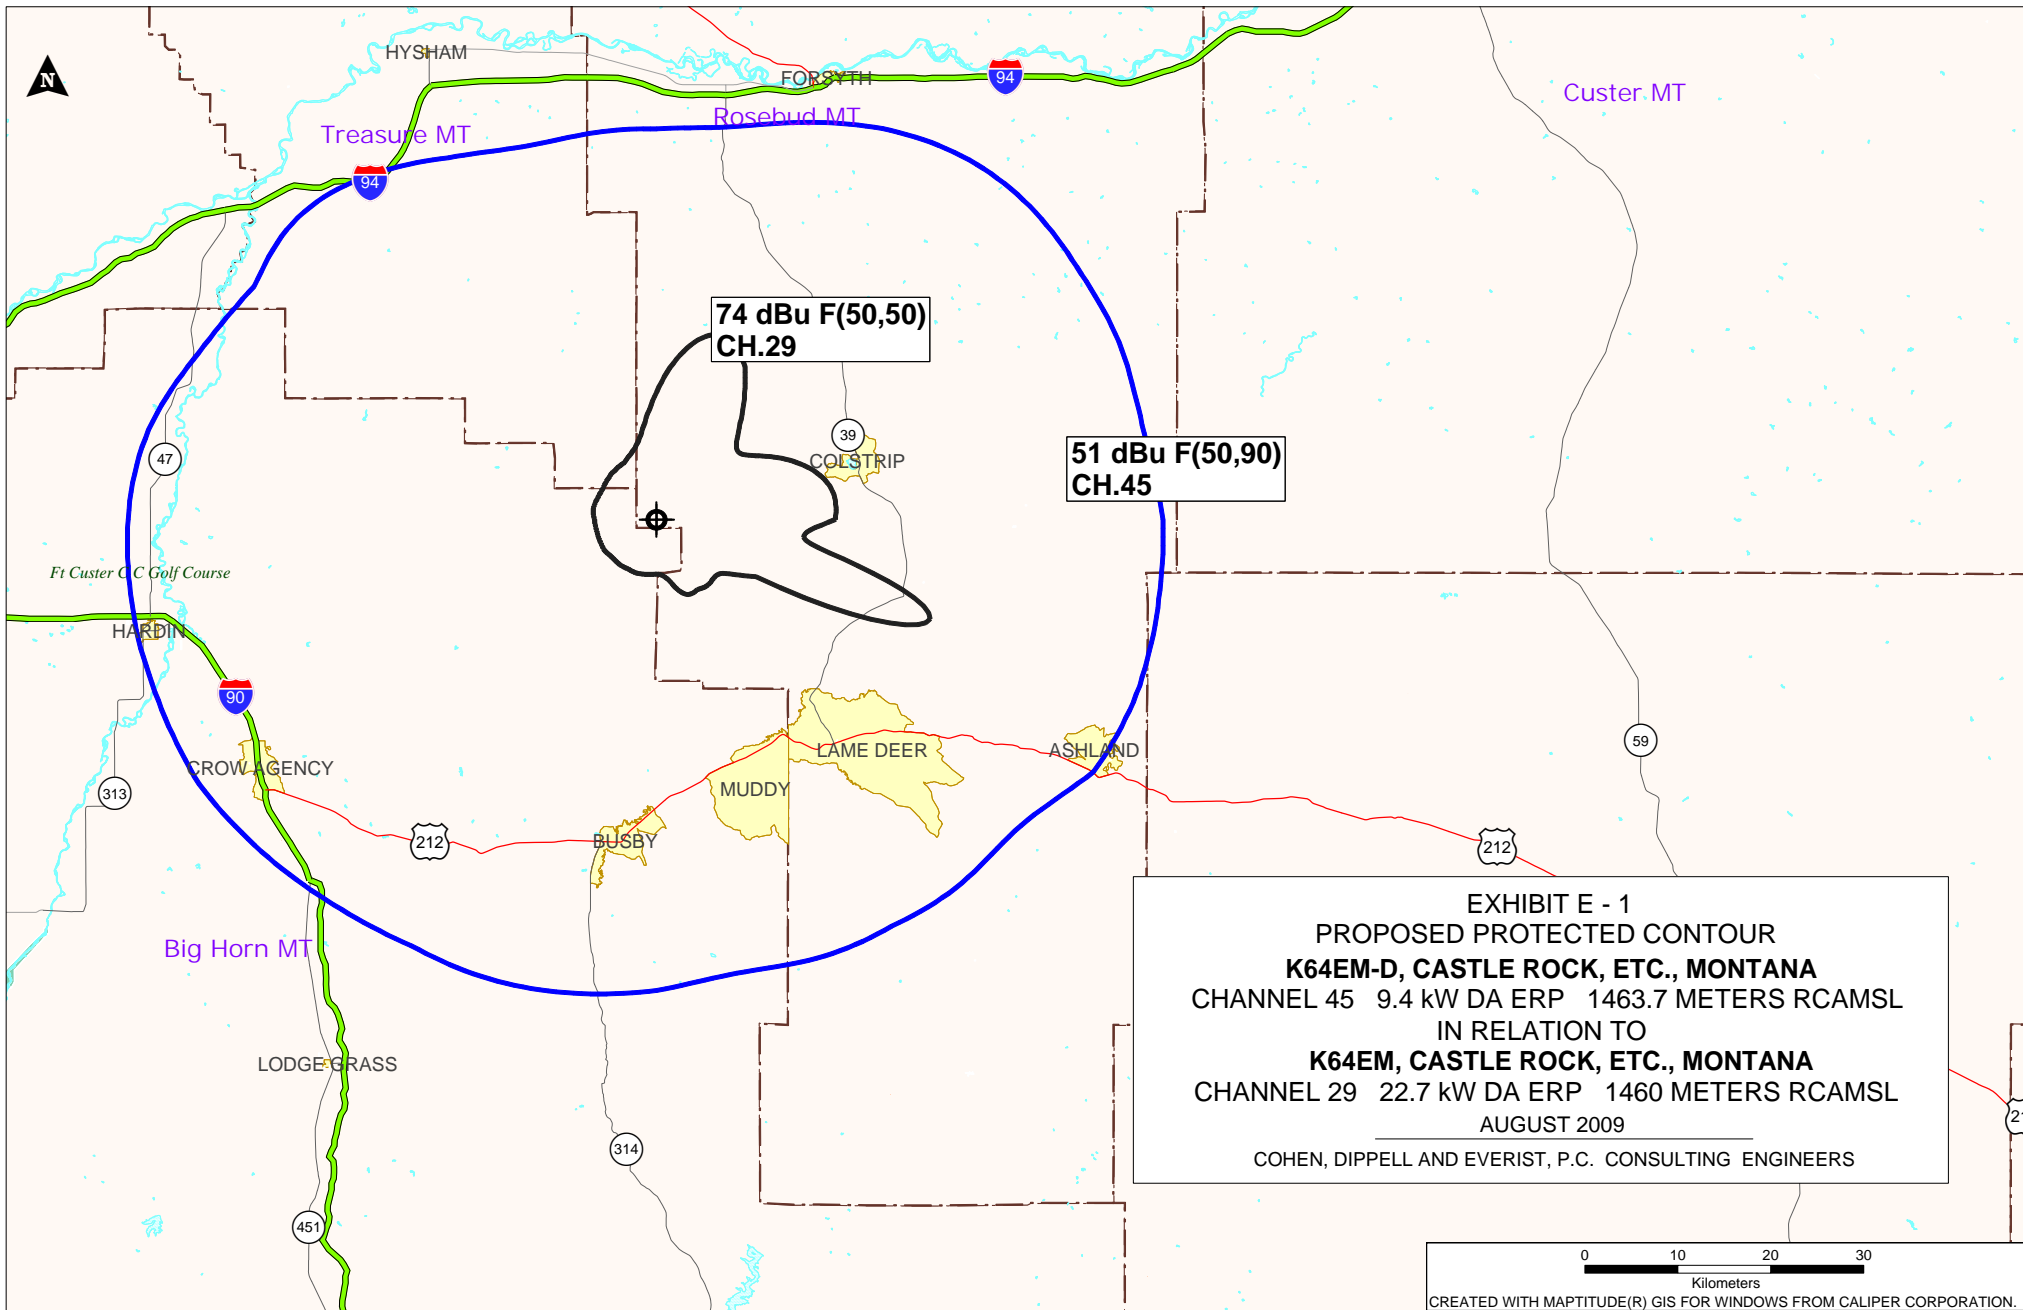 N
HYSHAM
FORSYTH
94
Custer MT
Rosebud MT
Treasure MT
94
74 dBu F(50,50)
CH.29
39
COLSTRIP
51 dBu F(50,90)
CH.45
47
Ft Custer C C Golf Course
HARDIN
90
CROW AGENCY
LAME DEER
ASHLAND
59
MUDDY
313
212
BUSBY
212
Big Horn MT
LODGE GRASS
314
451
EXHIBIT E - 1
PROPOSED PROTECTED CONTOUR
K64EM-D, CASTLE ROCK, ETC., MONTANA
CHANNEL 45 9.4 kW DA ERP 1463.7 METERS RCAMSL
IN RELATION TO
K64EM, CASTLE ROCK, ETC., MONTANA
CHANNEL 29 22.7 kW DA ERP 1460 METERS RCAMSL
AUGUST 2009
COHEN, DIPPELL AND EVERIST, P.C. CONSULTING ENGINEERS
21
0 10 20 30
Kilometers
CREATED WITH MAPTITUDE(R) GIS FOR WINDOWS FROM CALIPER CORPORATION.